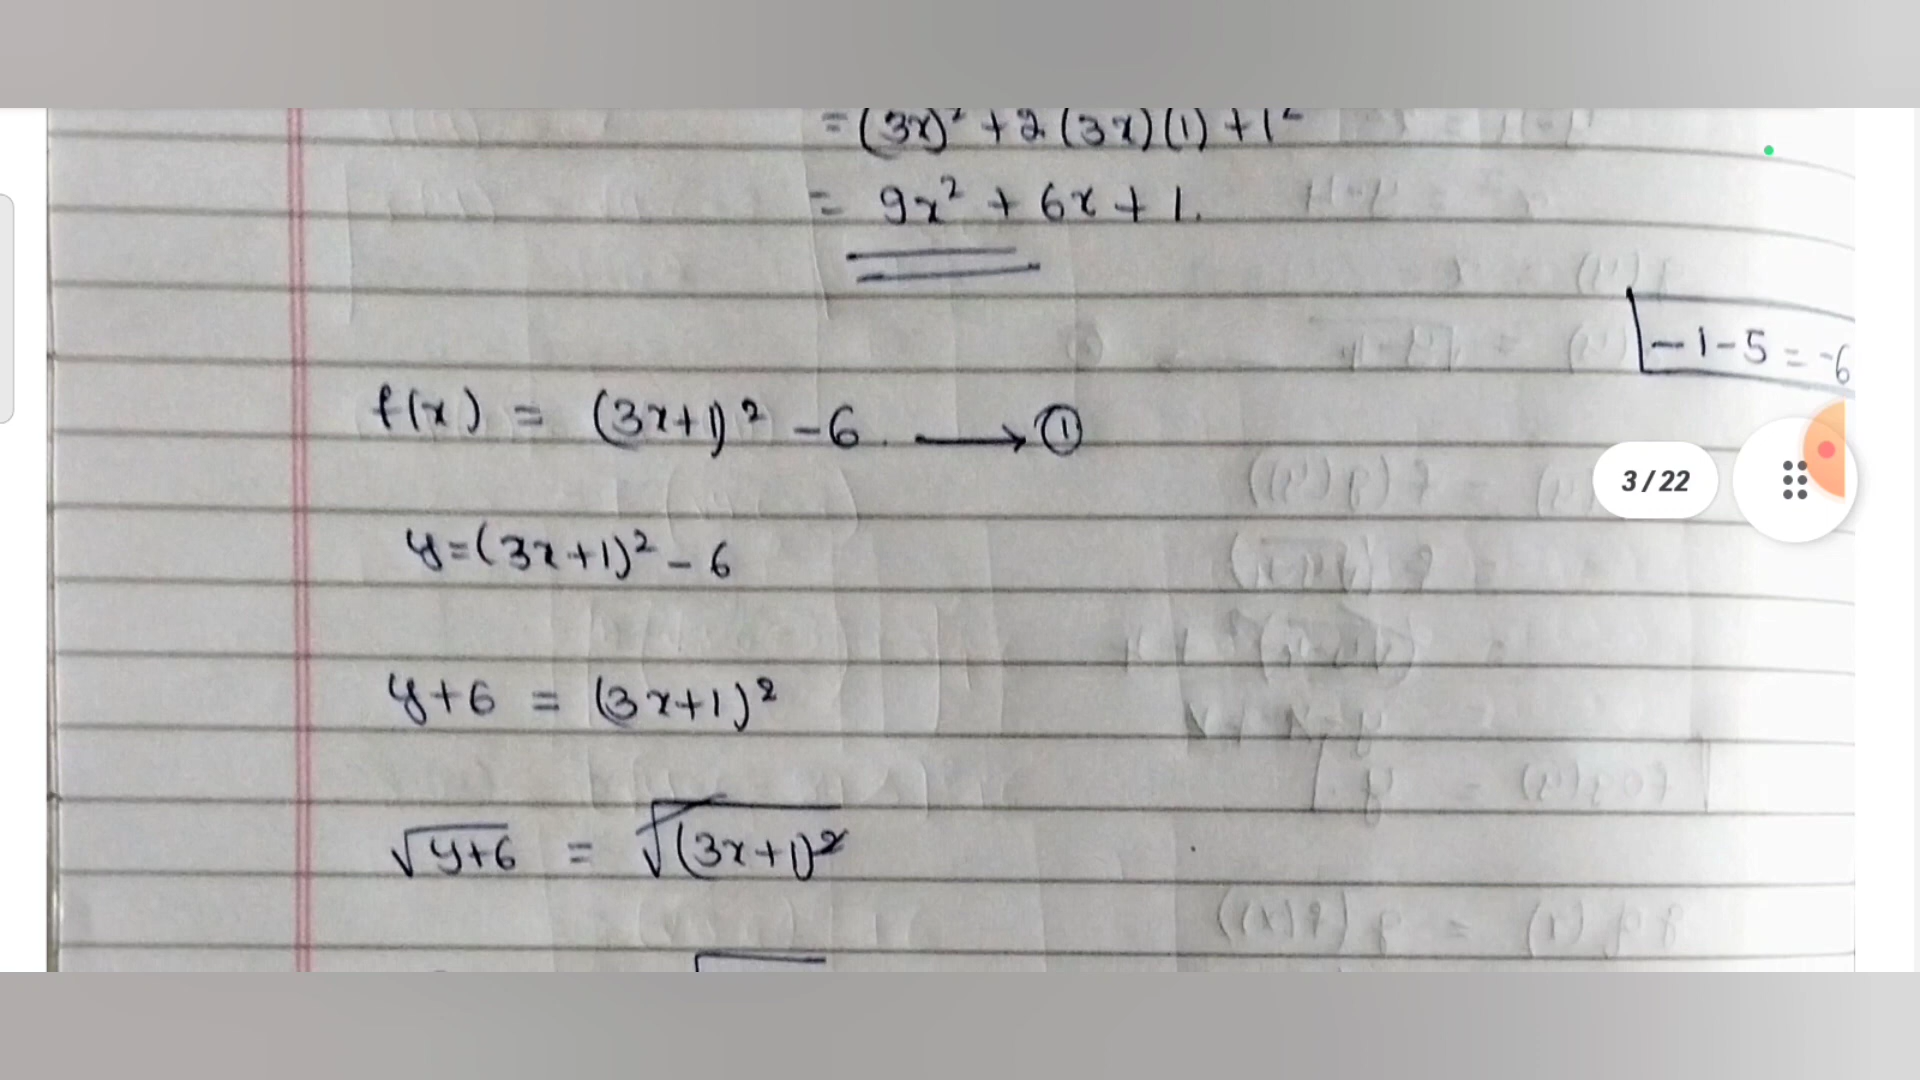 = (3x)² + 2 (3x) (1) + 1²
= 9x² + 6x + 1.
-1-5 = -6
f(x) = (3x+1)² - 6 → ①
3/22
y = (3x+1)² - 6
y+6 = (3x+1)²
√y+6 = √(3x+1)²